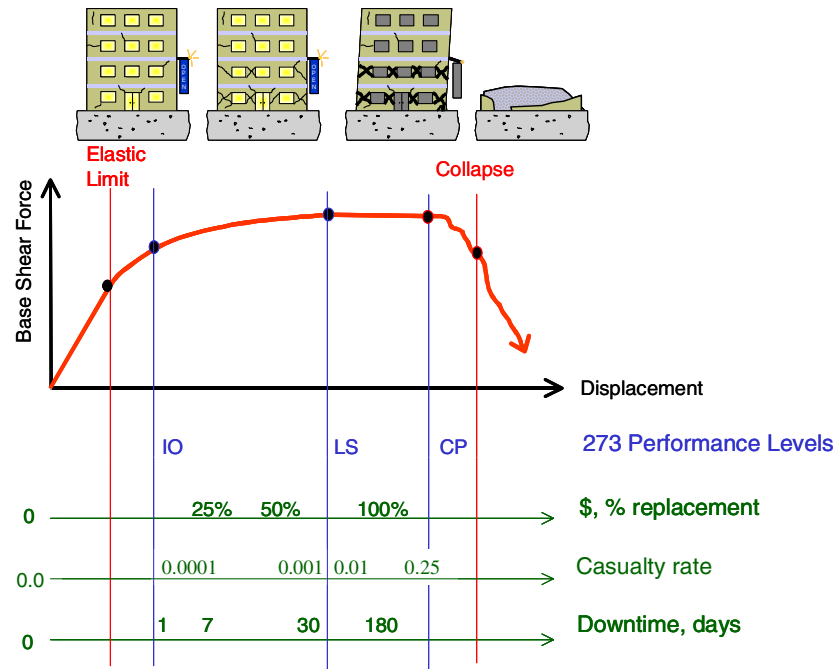 OPEN
OPEN
Elastic
Limit
Collapse
Base Shear Force
Displacement
IO LS CP 273 Performance Levels
0 25% 50% 100% $, % replacement
0.0 0.0001 0.001 0.01 0.25 Casualty rate
0 1 7 30 180 Downtime, days